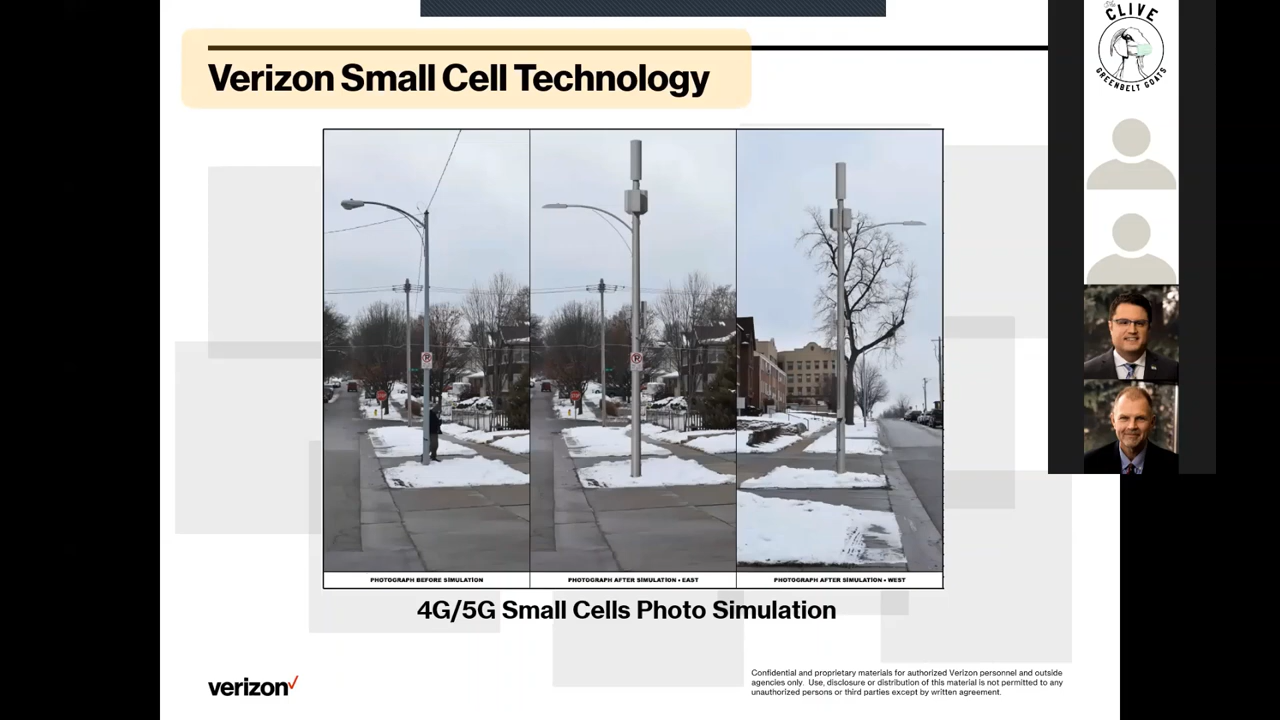 Verizon Small Cell Technology
PHOTOGRAPH BEFORE SIMULATION
PHOTOGRAPH AFTER SIMULATION • EAST
PHOTOGRAPH AFTER SIMULATION • WEST
4G/5G Small Cells Photo Simulation
verizon
Confidential and proprietary materials for authorized Verizon personnel and outside
agencies only. Use, disclosure or distribution of this material is not permitted to any
unauthorized persons or third parties except by written agreement.
The
CLIVE
GREENBELT GOATS